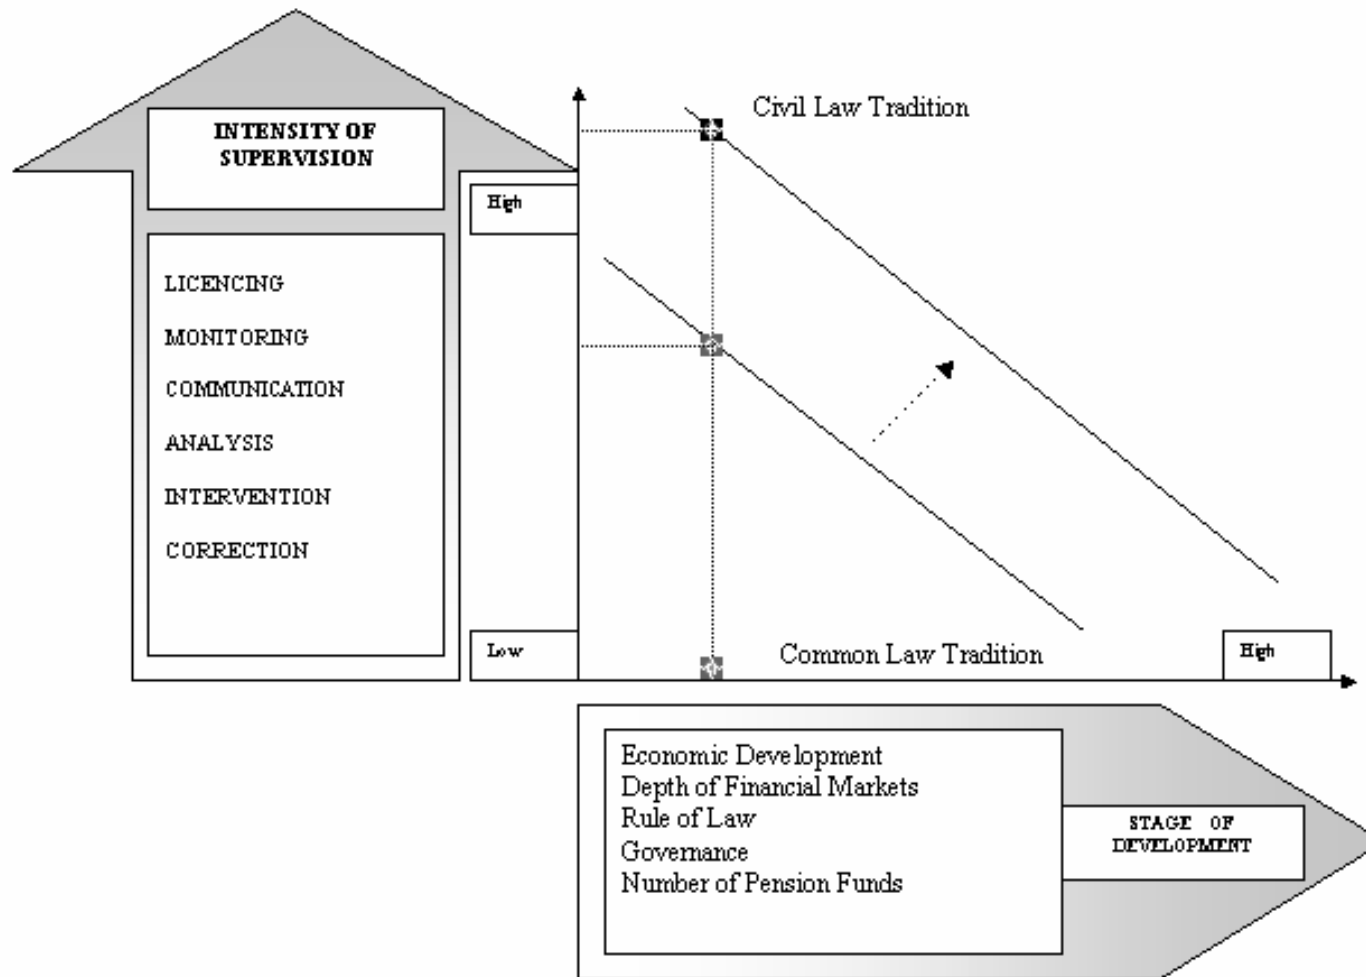 INTENSITY OF
SUPERVISION
LICENCING
MONITORING
COMMUNICATION
ANALYSIS
INTERVENTION
CORRECTION
High
Low
Civil Law Tradition
Common Law Tradition
High
Economic Development
Depth of Financial Markets
Rule of Law
Governance
Number of Pension Funds
STAGE OF
DEVELOPMENT